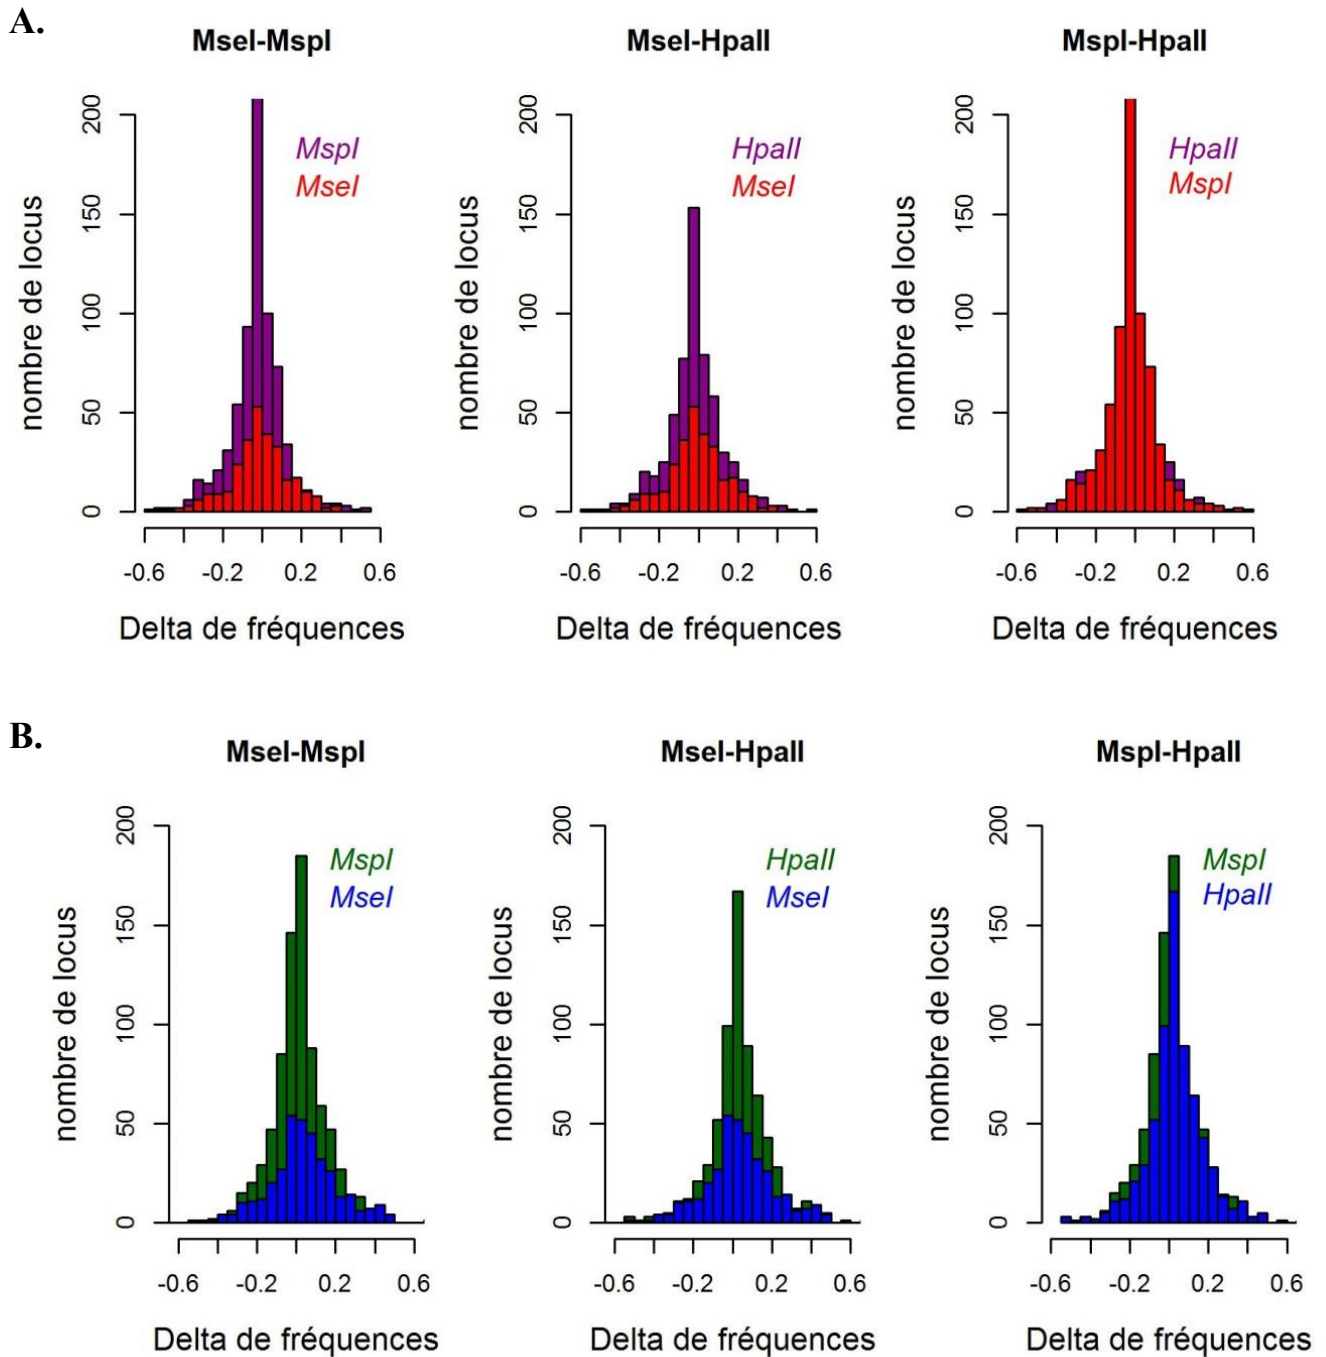 A.
MseI-MspI
MseI-HpaII
MspI-HpaII
MspI
MseI
HpaII
MseI
HpaII
MspI
nombre de locus
nombre de locus
nombre de locus
0 50 100 150 200
0 50 100 150 200
0 50 100 150 200
-0.6 -0.2 0.2 0.6
-0.6 -0.2 0.2 0.6
-0.6 -0.2 0.2 0.6
Delta de fréquences
Delta de fréquences
Delta de fréquences
B.
MseI-MspI
MseI-HpaII
MspI-HpaII
MspI
MseI
HpaII
MseI
MspI
HpaII
nombre de locus
nombre de locus
nombre de locus
0 50 100 150 200
0 50 100 150 200
0 50 100 150 200
-0.6 -0.2 0.2 0.6
-0.6 -0.2 0.2 0.6
-0.6 -0.2 0.2 0.6
Delta de fréquences
Delta de fréquences
Delta de fréquences